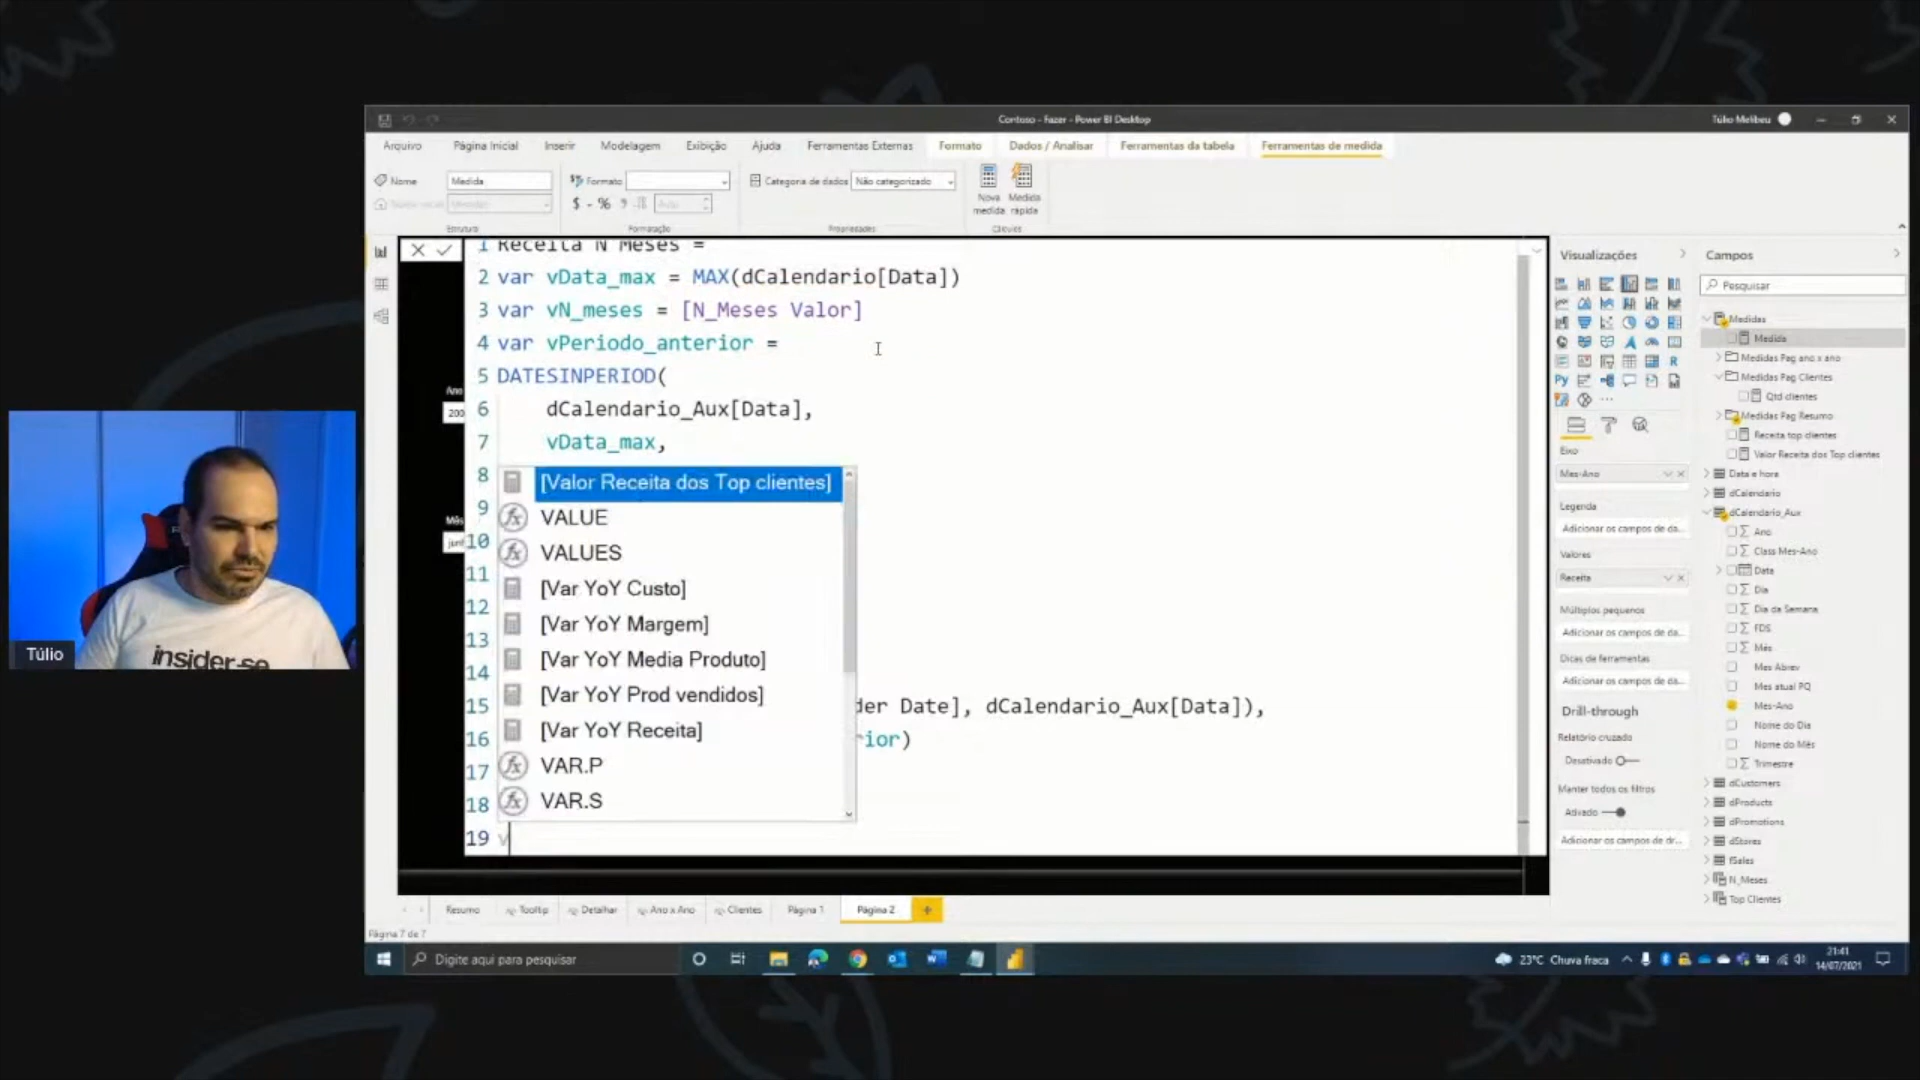 Contoso - Fazer - Power BI Desktop
Túlio Melibeu
Arquivo
Página Inicial
Inserir
Modelagem
Exibição
Ajuda
Ferramentas Externas
Formato
Dados / Analisar
Ferramentas da tabela
Ferramentas de medida
Nome
Medida
Formato
Categoria de dados
Não categorizado
Nova medida
Medida rápida
$ - %
Estrutura
Formatação
Propriedades
Cálculos
1 Receita N Meses =
2 var vData_max = MAX(dCalendario[Data])
3 var vN_meses = [N_Meses Valor]
4 var vPeriodo_anterior =
5 DATESINPERIOD(
6 dCalendario_Aux[Data],
7 vData_max,
8
9
10
11
12
13
14
15 der Date], dCalendario_Aux[Data]),
16 rior)
17
18
19 v
[Valor Receita dos Top clientes]
VALUE
VALUES
[Var YoY Custo]
[Var YoY Margem]
[Var YoY Media Produto]
[Var YoY Prod vendidos]
[Var YoY Receita]
VAR.P
VAR.S
Ano
200
Mês
jun
Visualizações
Py
R
Eixo
Mes-Ano
Legenda
Adicionar os campos de da...
Valores
Receita
Múltiplos pequenos
Adicionar os campos de da...
Dicas de ferramentas
Adicionar os campos de da...
Drill-through
Relatório cruzado
Desativado
Manter todos os filtros
Ativado
Adicionar os campos de dr...
Campos
Pesquisar
Medidas
Medida
Medidas Pag ano x ano
Medidas Pag Clientes
Qtd clientes
Medidas Pag Resumo
Receita top clientes
Valor Receita dos Top clientes
Data e hora
dCalendario
dCalendario_Aux
Ano
Class Mes-Ano
Data
Dia
Dia da Semana
FDS
Mês
Mes Abrev
Mes atual PQ
Mes-Ano
Nome do Dia
Nome do Mês
Trimestre
dCustomers
dProducts
dPromotions
dStores
fSales
N_Meses
Top Clientes
Resumo
Tooltip
Detalhar
Ano x Ano
Clientes
Página 1
Página 2
+
Página 7 de 7
Digite aqui para pesquisar
23°C Chuva fraca
21:41
14/07/2021
Túlio
insider.se